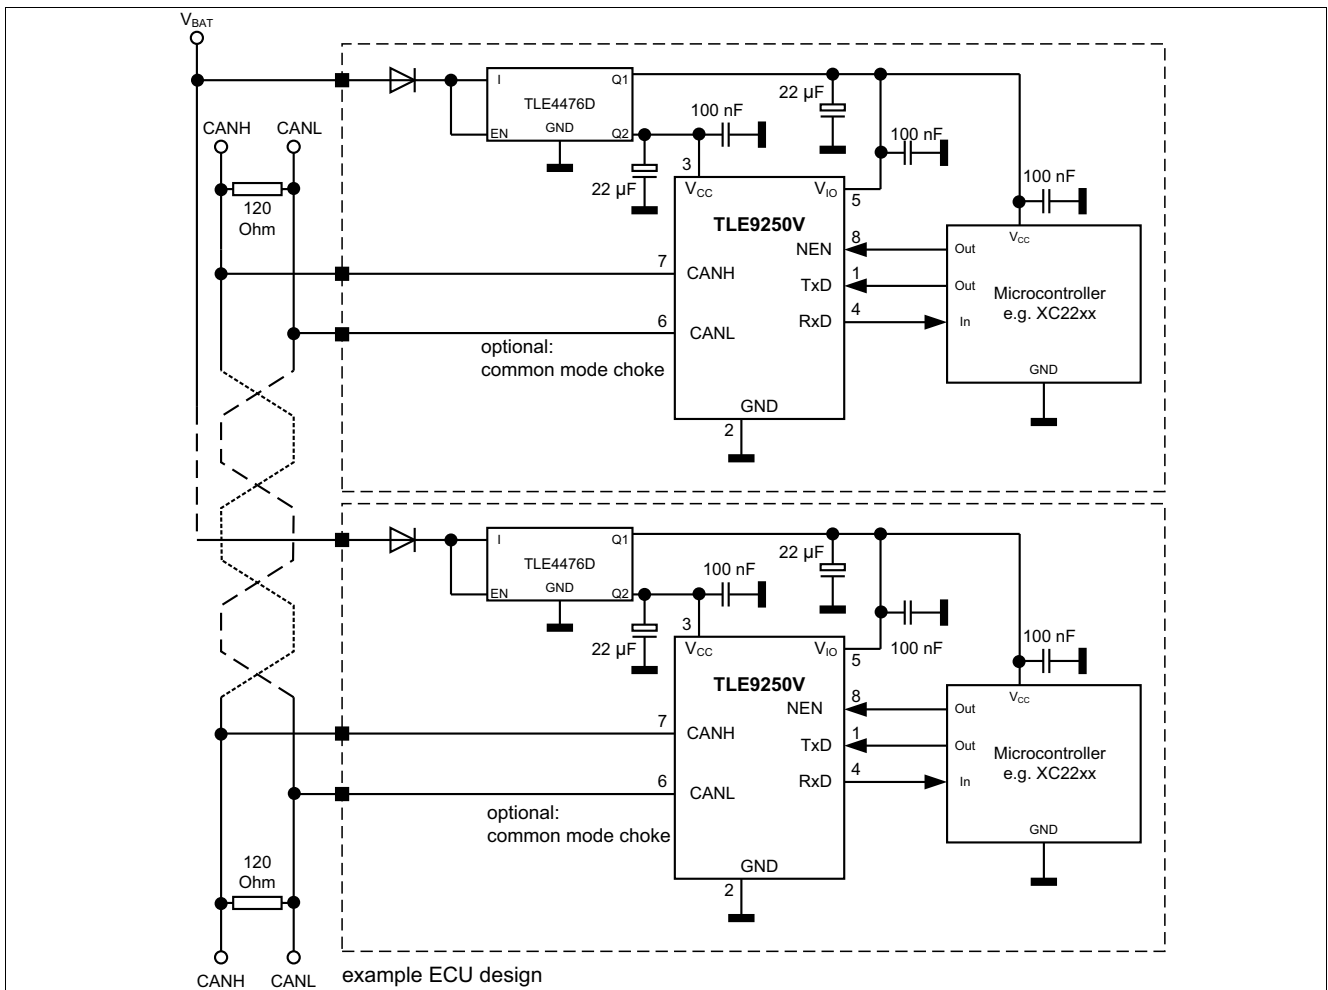 VBAT
CANH CANL
120
Ohm
I
Q1
TLE4476D
EN
GND
Q2
22 µF
100 nF
22 µF
100 nF
100 nF
3
VCC
VIO
5
TLE9250V
NEN
8
TxD
1
RxD
4
7
CANH
6
CANL
optional:
common mode choke
GND
2
VCC
Out
Out
In
Microcontroller
e.g. XC22xx
GND
I
Q1
TLE4476D
EN
GND
Q2
22 µF
100 nF
22 µF
100 nF
100 nF
3
VCC
VIO
5
TLE9250V
NEN
8
TxD
1
RxD
4
7
CANH
6
CANL
optional:
common mode choke
GND
2
VCC
Out
Out
In
Microcontroller
e.g. XC22xx
GND
120
Ohm
CANH CANL
example ECU design